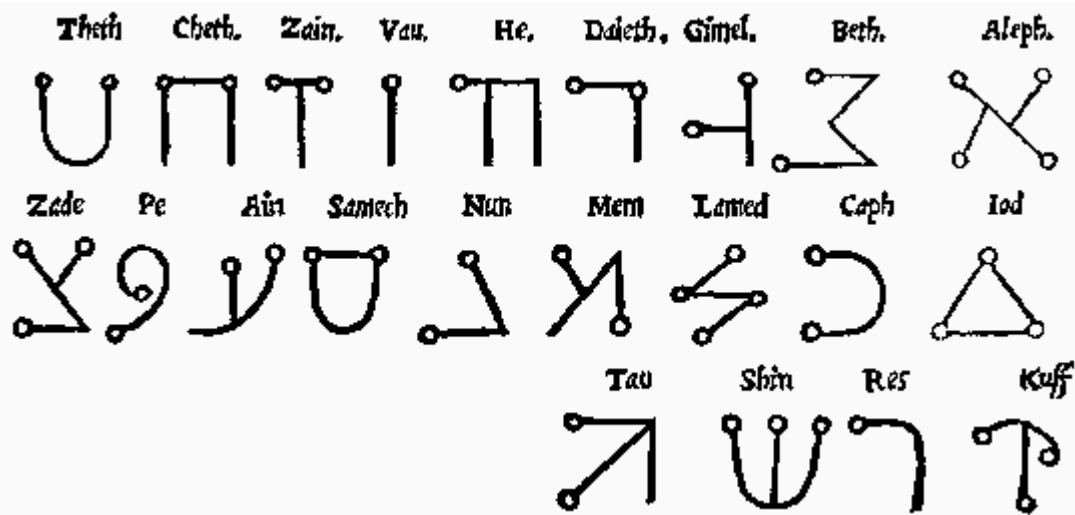 Theth Cheth. Zain. Vau. He. Daleth. Gimel. Beth. Aleph.
Zade Pe Ain Samech Nun Mem Lamed Caph Iod
Tau Shin Res Kuff